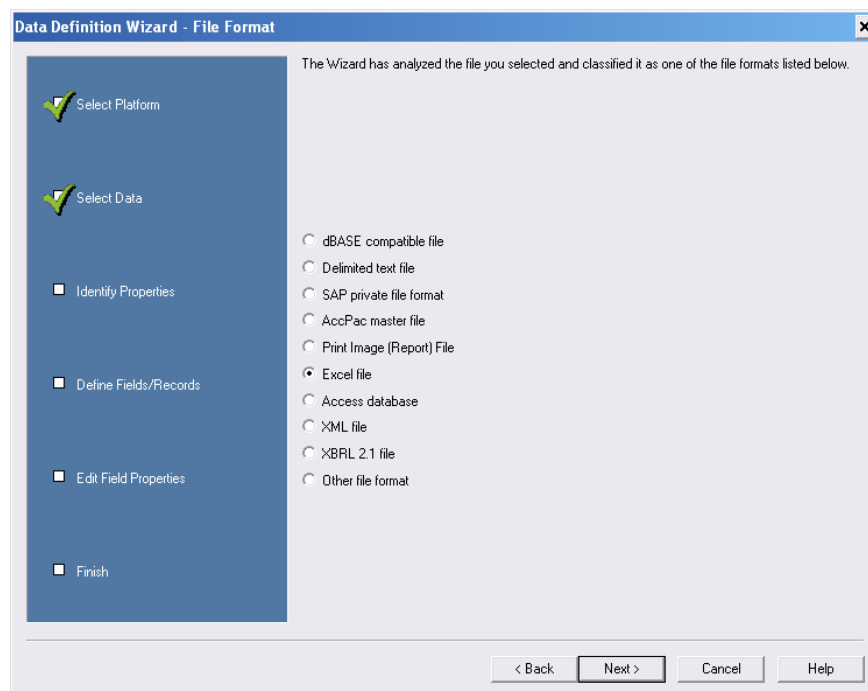 Data Definition Wizard - File Format
The Wizard has analyzed the file you selected and classified it as one of the file formats listed below.
Select Platform
Select Data
Identify Properties
Define Fields/Records
Edit Field Properties
Finish
dBASE compatible file
Delimited text file
SAP private file format
AccPac master file
Print Image (Report) File
Excel file
Access database
XML file
XBRL 2.1 file
Other file format
< Back Next > Cancel Help